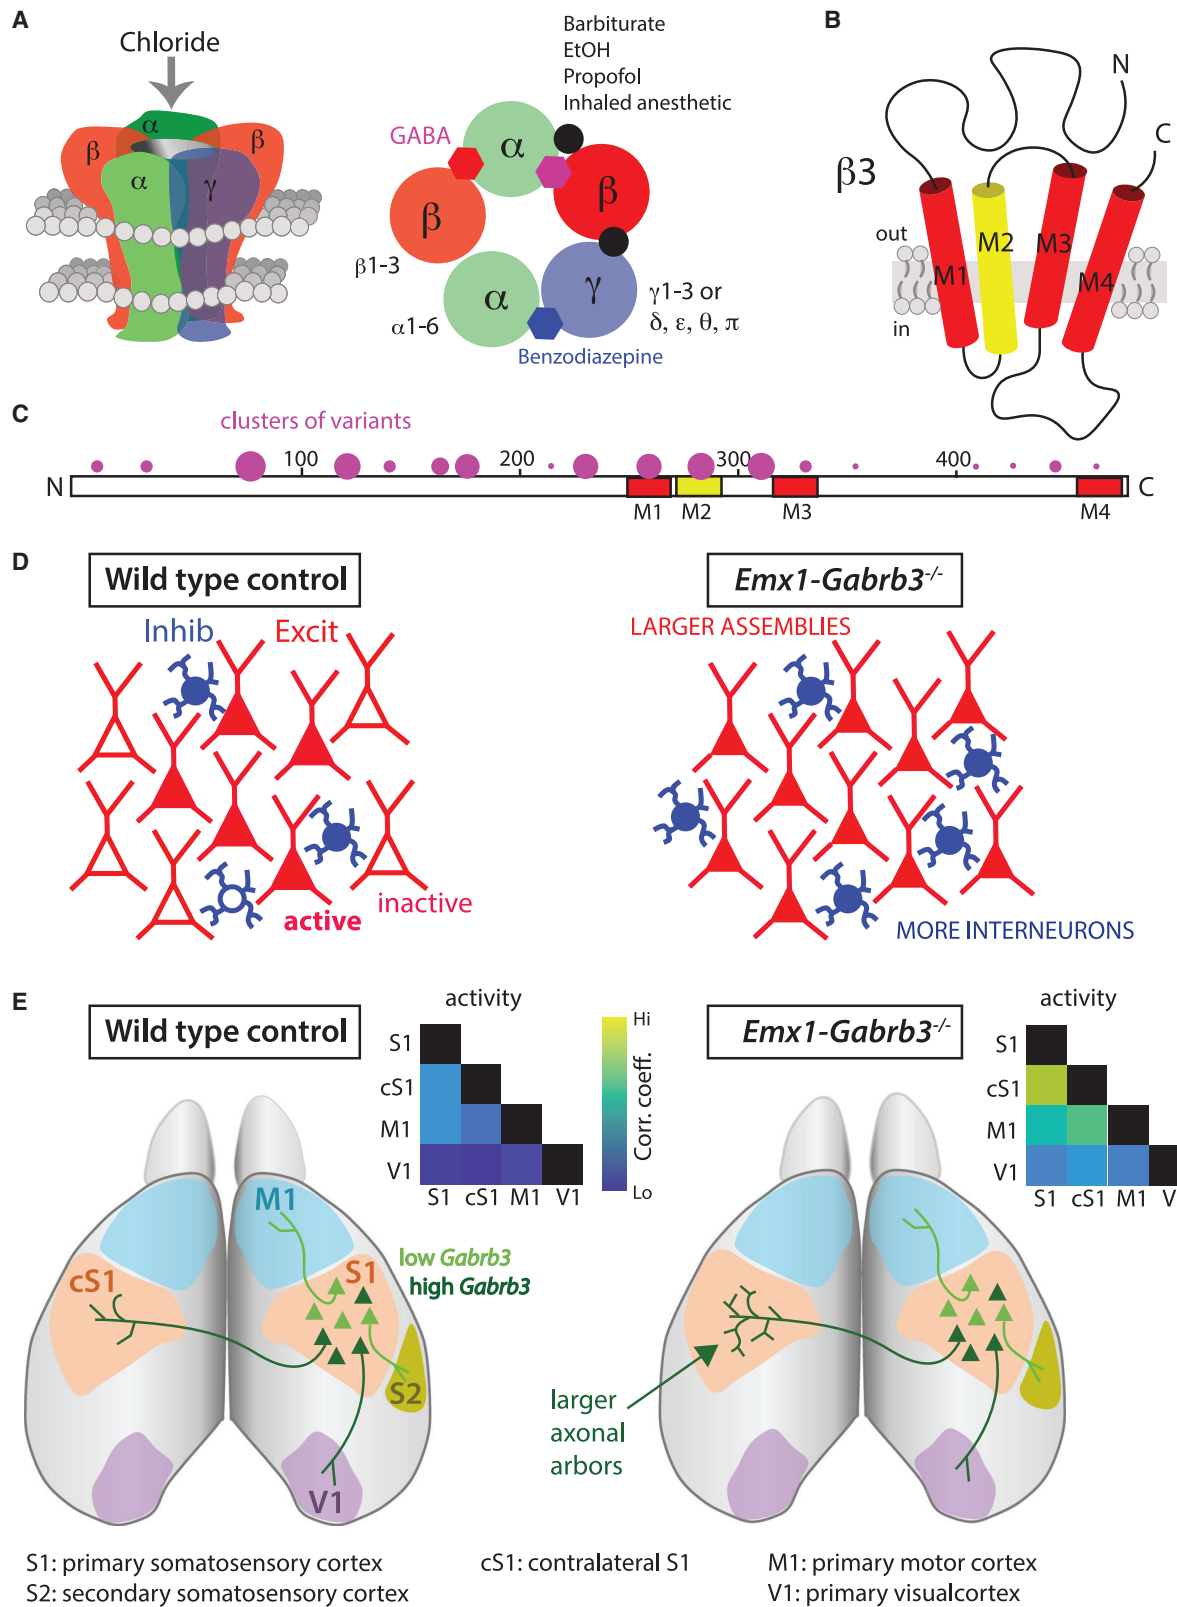 A
Chloride
α
β
β
α
γ
Barbiturate
EtOH
Propofol
Inhaled anesthetic
GABA
α
β
β
β1-3
α
γ
α1-6
γ1-3 or
δ, ε, θ, π
Benzodiazepine
B
N
C
β3
out
in
M1
M2
M3
M4
C
clusters of variants
100
200
300
400
N
C
M1
M2
M3
M4
D
Wild type control
Inhib
Excit
active
inactive
Emx1-Gabrb3-/-
LARGER ASSEMBLIES
MORE INTERNEURONS
E
Wild type control
activity
S1
cS1
M1
V1
S1
cS1
M1
V1
Hi
Corr. coeff.
Lo
M1
cS1
S1
S2
V1
low Gabrb3
high Gabrb3
Emx1-Gabrb3-/-
activity
S1
cS1
M1
V1
S1
cS1
M1
V
larger
axonal
arbors
S1: primary somatosensory cortex
S2: secondary somatosensory cortex
cS1: contralateral S1
M1: primary motor cortex
V1: primary visualcortex